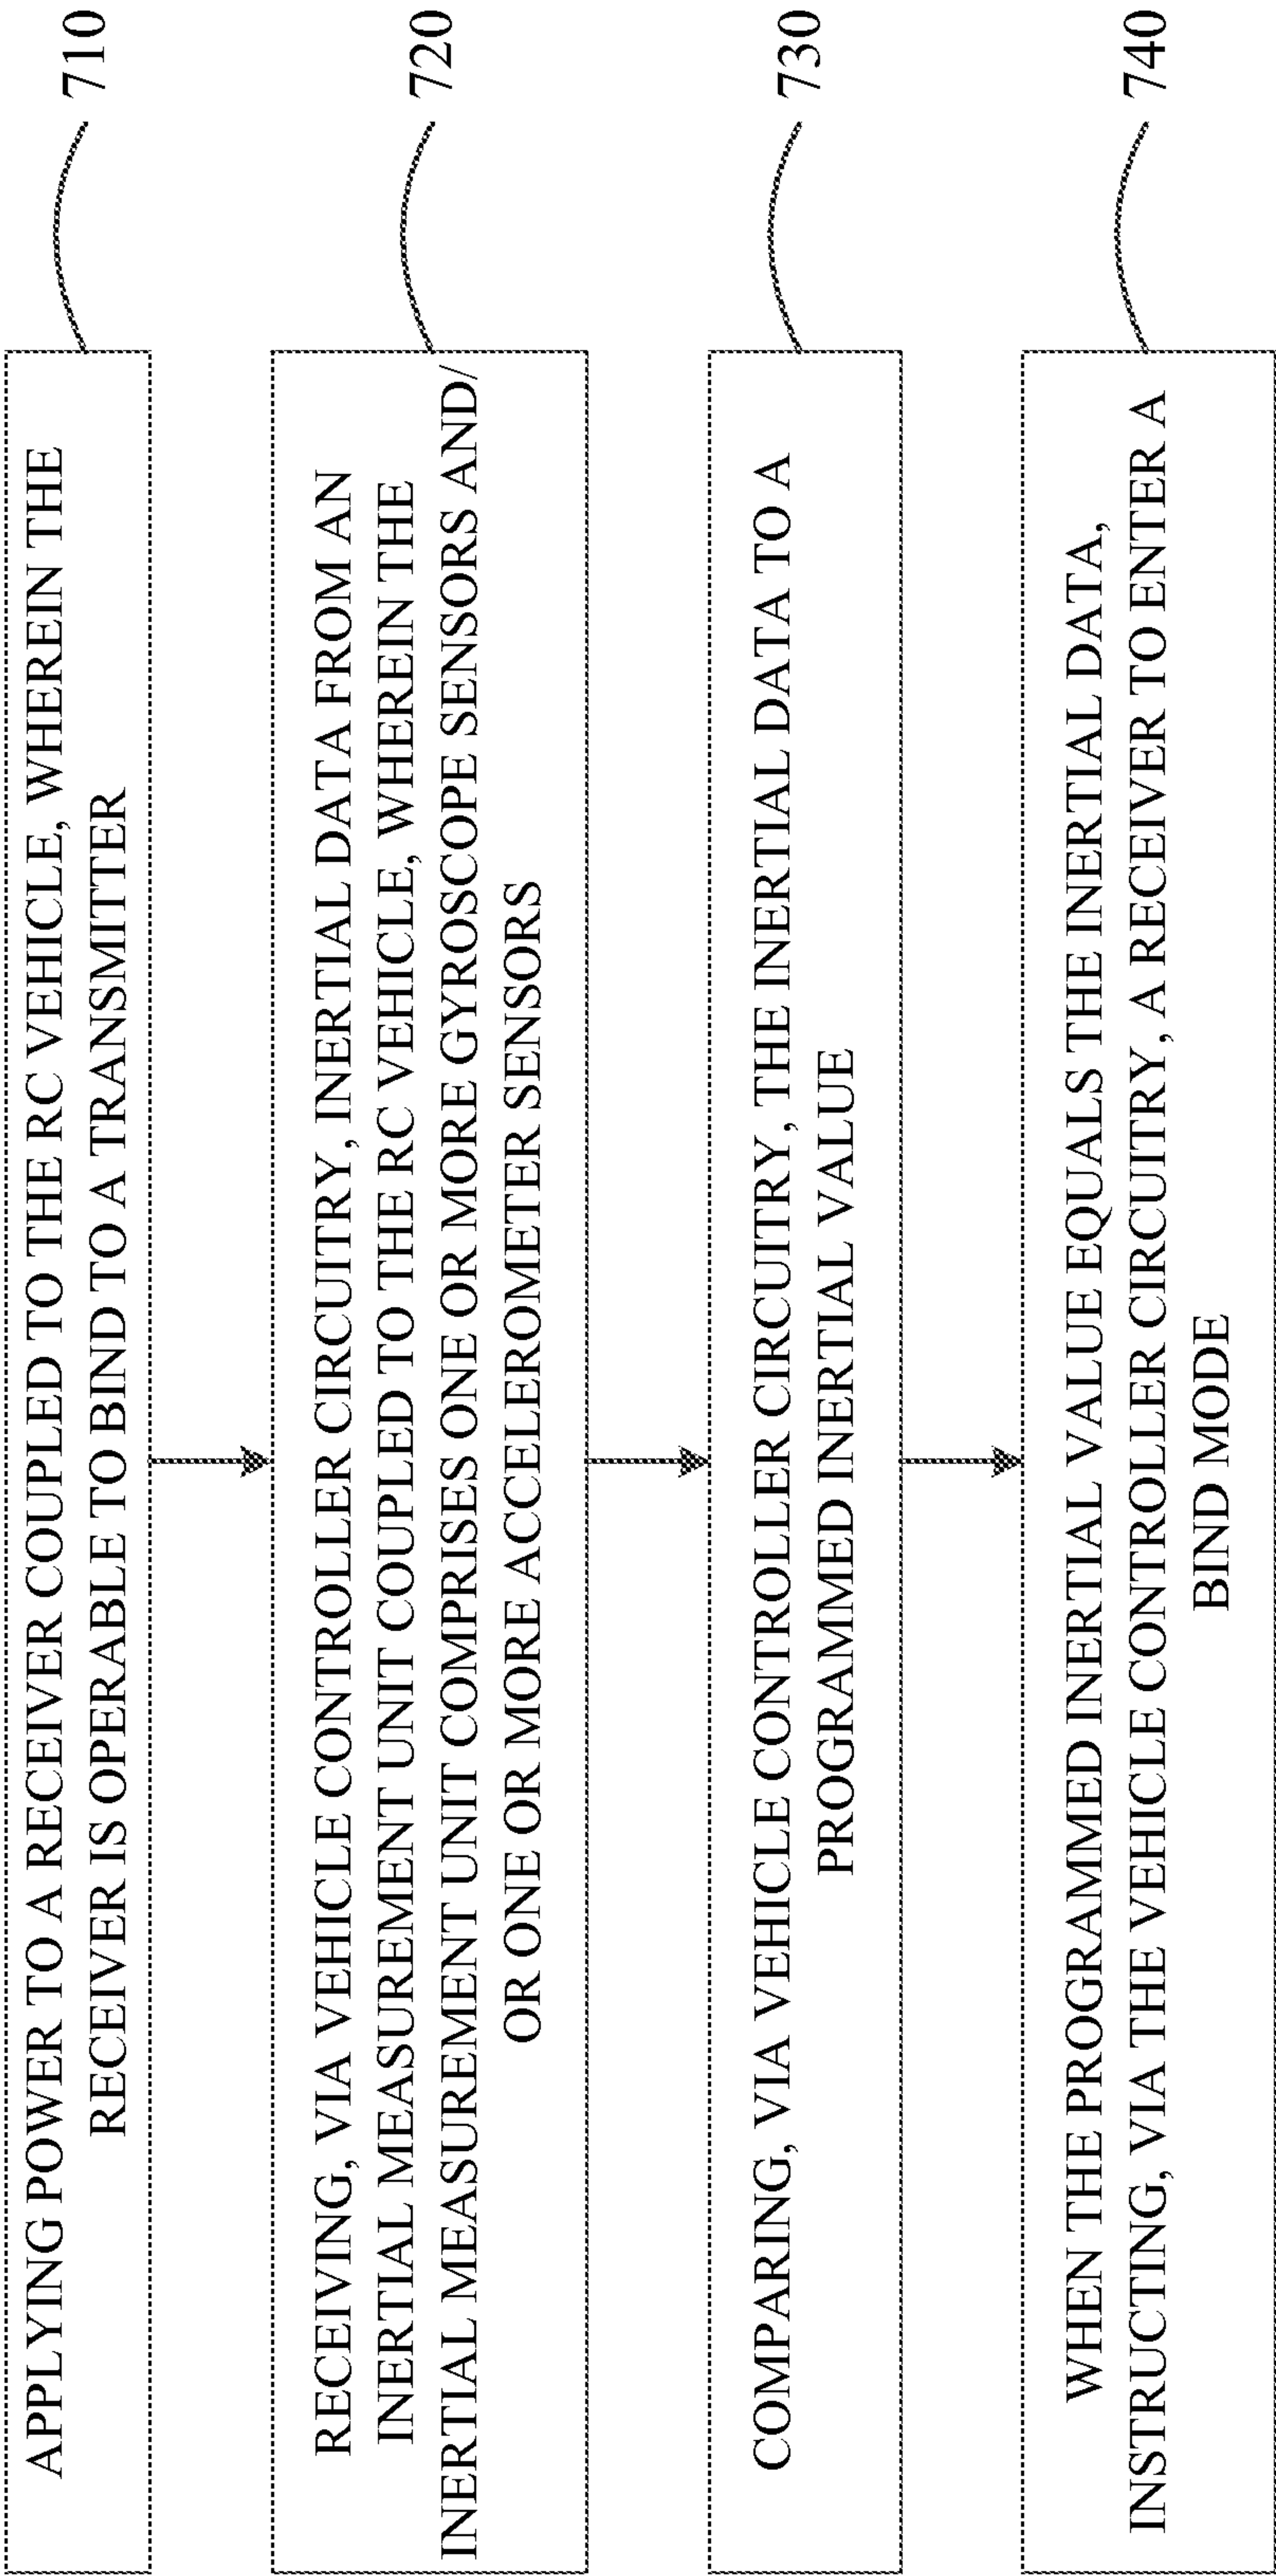 APPLYING POWER TO A RECEIVER COUPLED TO THE RC VEHICLE, WHEREIN THE
RECEIVER IS OPERABLE TO BIND TO A TRANSMITTER
710
RECEIVING, VIA VEHICLE CONTROLLER CIRCUITRY, INERTIAL DATA FROM AN
INERTIAL MEASUREMENT UNIT COUPLED TO THE RC VEHICLE, WHEREIN THE
INERTIAL MEASUREMENT UNIT COMPRISES ONE OR MORE GYROSCOPE SENSORS AND/
OR ONE OR MORE ACCELEROMETER SENSORS
720
COMPARING, VIA VEHICLE CONTROLLER CIRCUITRY, THE INERTIAL DATA TO A
PROGRAMMED INERTIAL VALUE
730
WHEN THE PROGRAMMED INERTIAL VALUE EQUALS THE INERTIAL DATA,
INSTRUCTING, VIA THE VEHICLE CONTROLLER CIRCUITRY, A RECEIVER TO ENTER A
BIND MODE
740